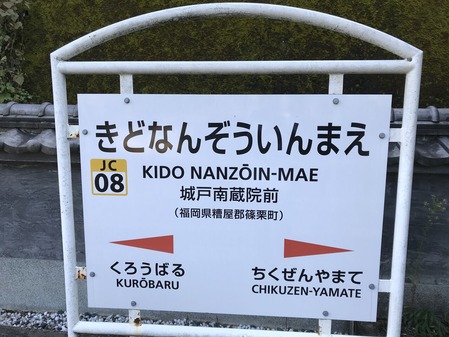 きどなんぞういんまえ
JC
08
KIDO NANZŌIN-MAE
城戸南蔵院前
（福岡県糟屋郡篠栗町）
くろうばる
KURŌBARU
ちくぜんやまて
CHIKUZEN-YAMATE